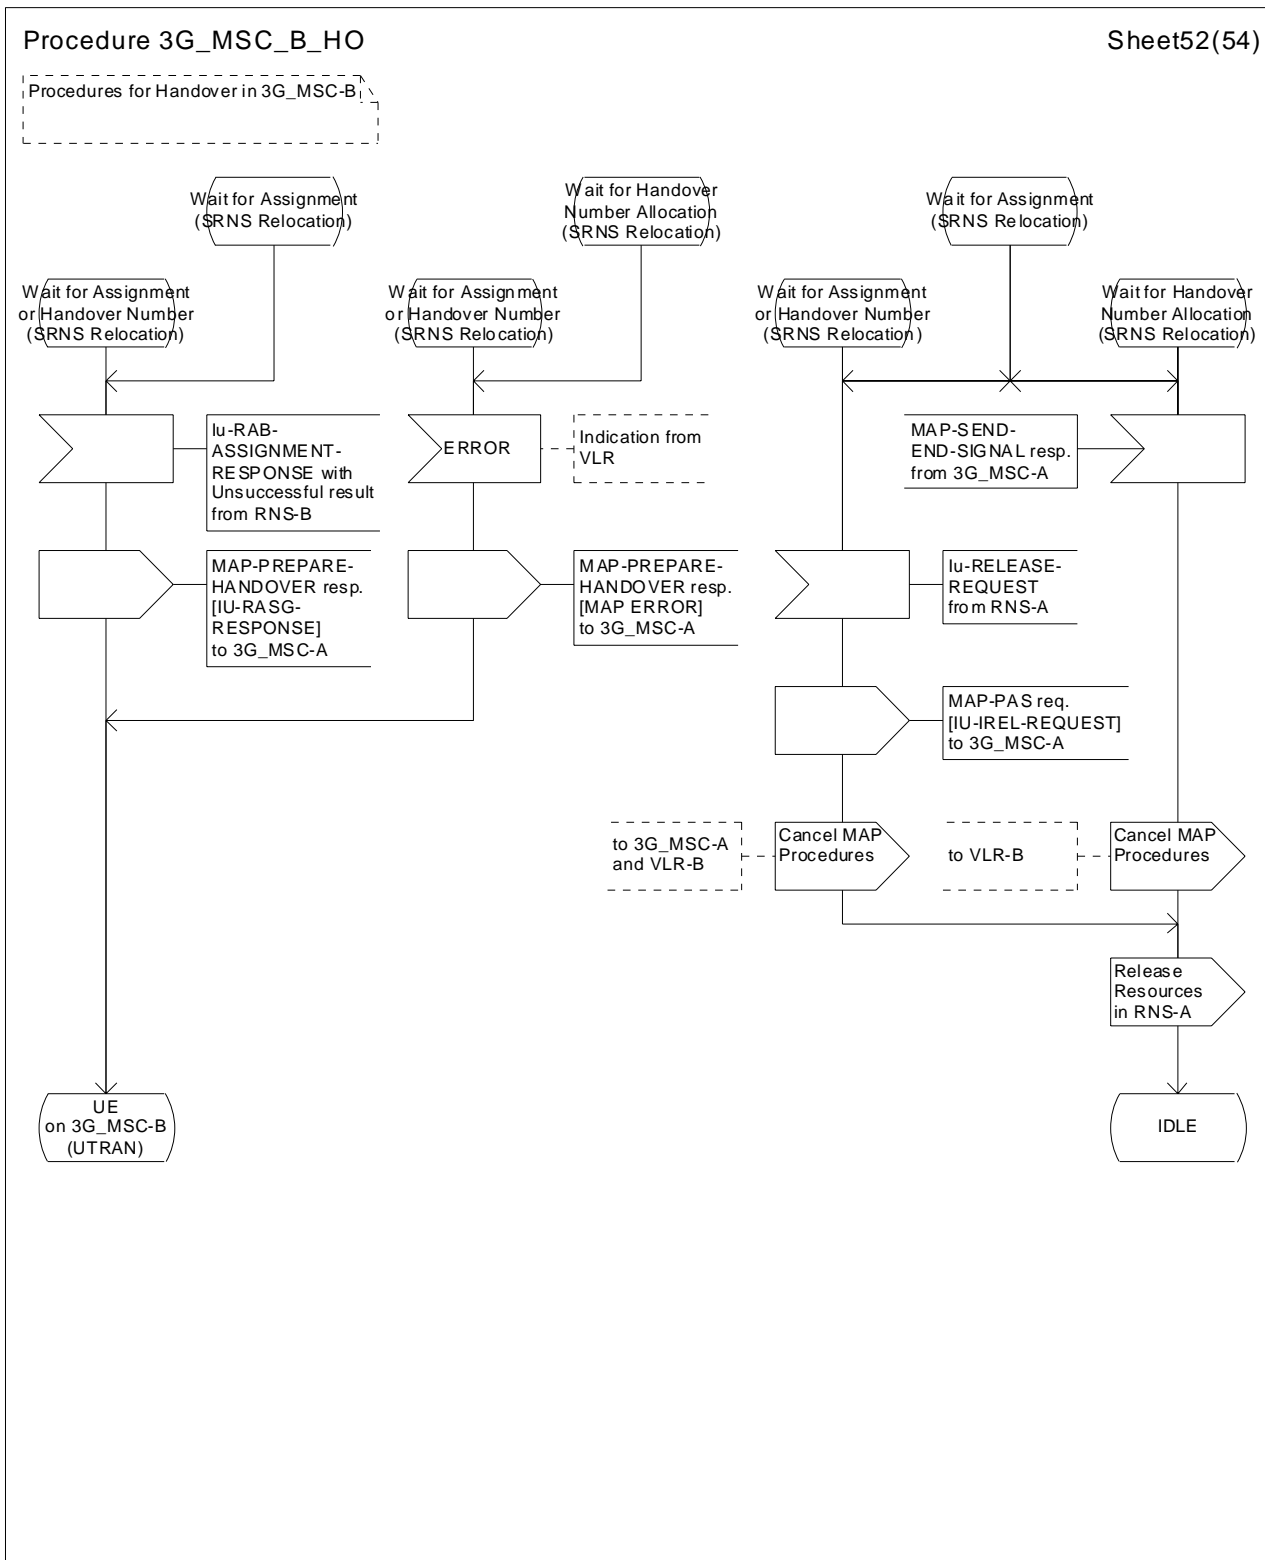 Procedure 3G_MSC_B_HO
Sheet52(54)
Procedures for Handover in 3G_MSC-B
Wait for Assignment
(SRNS Relocation)
Wait for Handover
Number Allocation
(SRNS Relocation)
Wait for Assignment
(SRNS Relocation)
Wait for Assignment
or Handover Number
(SRNS Relocation)
Wait for Assignment
or Handover Number
(SRNS Relocation)
Wait for Assignment
or Handover Number
(SRNS Relocation)
Wait for Handover
Number Allocation
(SRNS Relocation)
Iu-RAB-
ASSIGNMENT-
RESPONSE with
Unsuccessful result
from RNS-B
ERROR
Indication from
VLR
MAP-SEND-
END-SIGNAL resp.
from 3G_MSC-A
MAP-PREPARE-
HANDOVER resp.
[IU-RASG-
RESPONSE]
to 3G_MSC-A
MAP-PREPARE-
HANDOVER resp.
[MAP ERROR]
to 3G_MSC-A
Iu-RELEASE-
REQUEST
from RNS-A
MAP-PAS req.
[IU-IREL-REQUEST]
to 3G_MSC-A
to 3G_MSC-A
and VLR-B
Cancel MAP
Procedures
to VLR-B
Cancel MAP
Procedures
Release
Resources
in RNS-A
UE
on 3G_MSC-B
(UTRAN)
IDLE